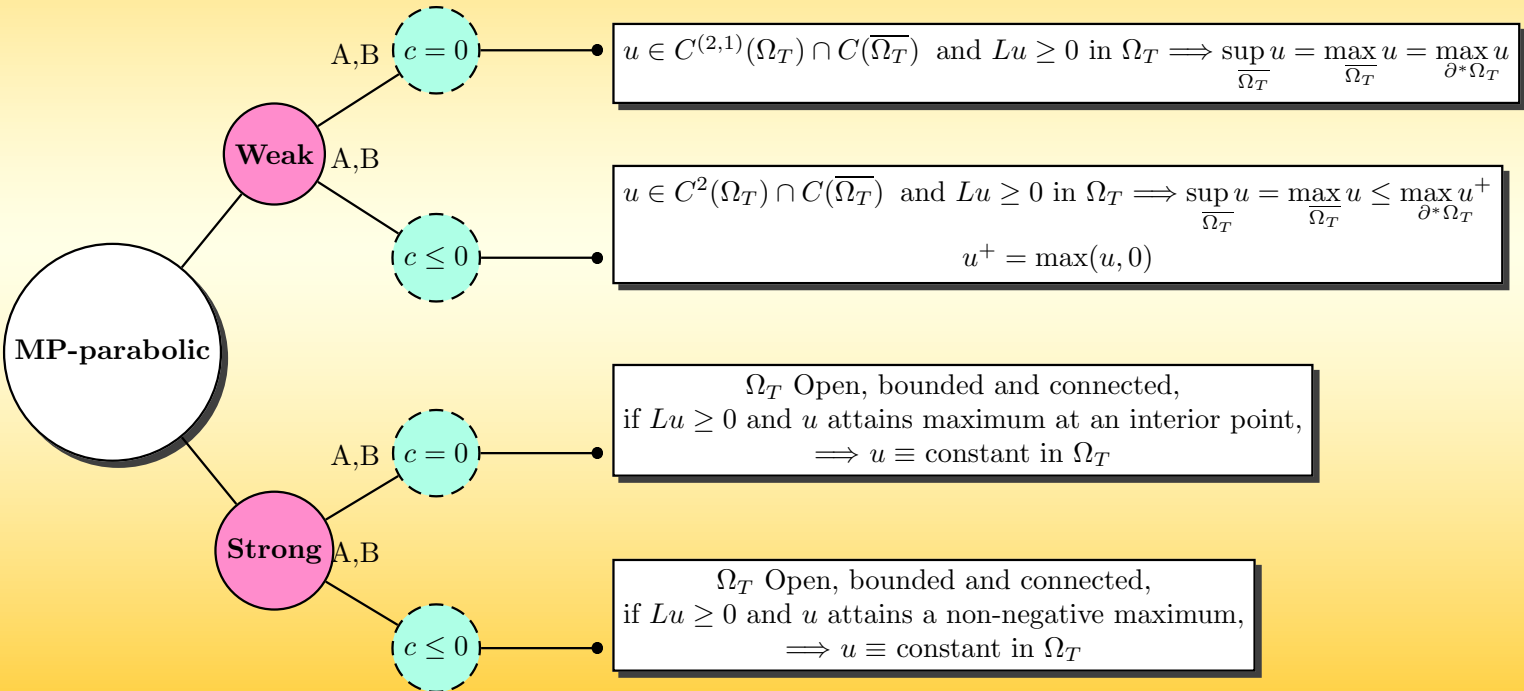 MP-parabolic
Weak
A,B
c = 0
u ∈ C^{(2,1)}(Ω_T) ∩ C(\overline{Ω_T}) and Lu ≥ 0 in Ω_T ⟹ sup_{\overline{Ω_T}} u = max_{\overline{Ω_T}} u = max_{∂*Ω_T} u
A,B
c ≤ 0
u ∈ C^2(Ω_T) ∩ C(\overline{Ω_T}) and Lu ≥ 0 in Ω_T ⟹ sup_{\overline{Ω_T}} u = max_{\overline{Ω_T}} u ≤ max_{∂*Ω_T} u^+
u^+ = max(u, 0)
Strong
A,B
c = 0
Ω_T Open, bounded and connected,
if Lu ≥ 0 and u attains maximum at an interior point,
⟹ u ≡ constant in Ω_T
A,B
c ≤ 0
Ω_T Open, bounded and connected,
if Lu ≥ 0 and u attains a non-negative maximum,
⟹ u ≡ constant in Ω_T